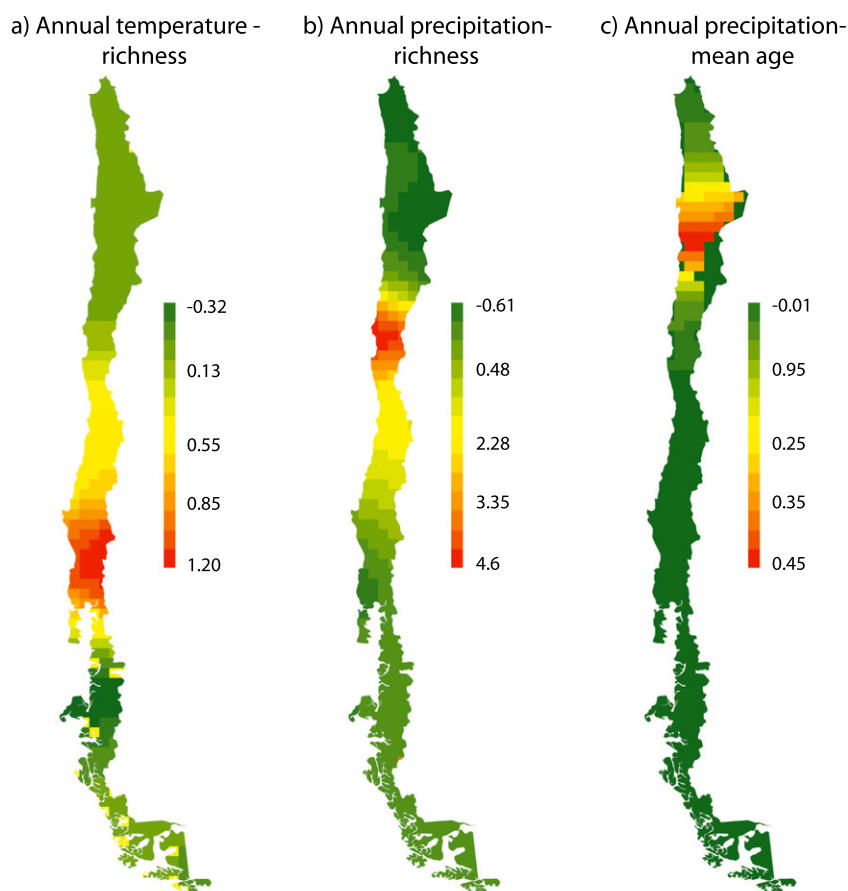 a) Annual temperature -
richness
b) Annual precipitation-
richness
c) Annual precipitation-
mean age
-0.32
0.13
0.55
0.85
1.20
-0.61
0.48
2.28
3.35
4.6
-0.01
0.95
0.25
0.35
0.45